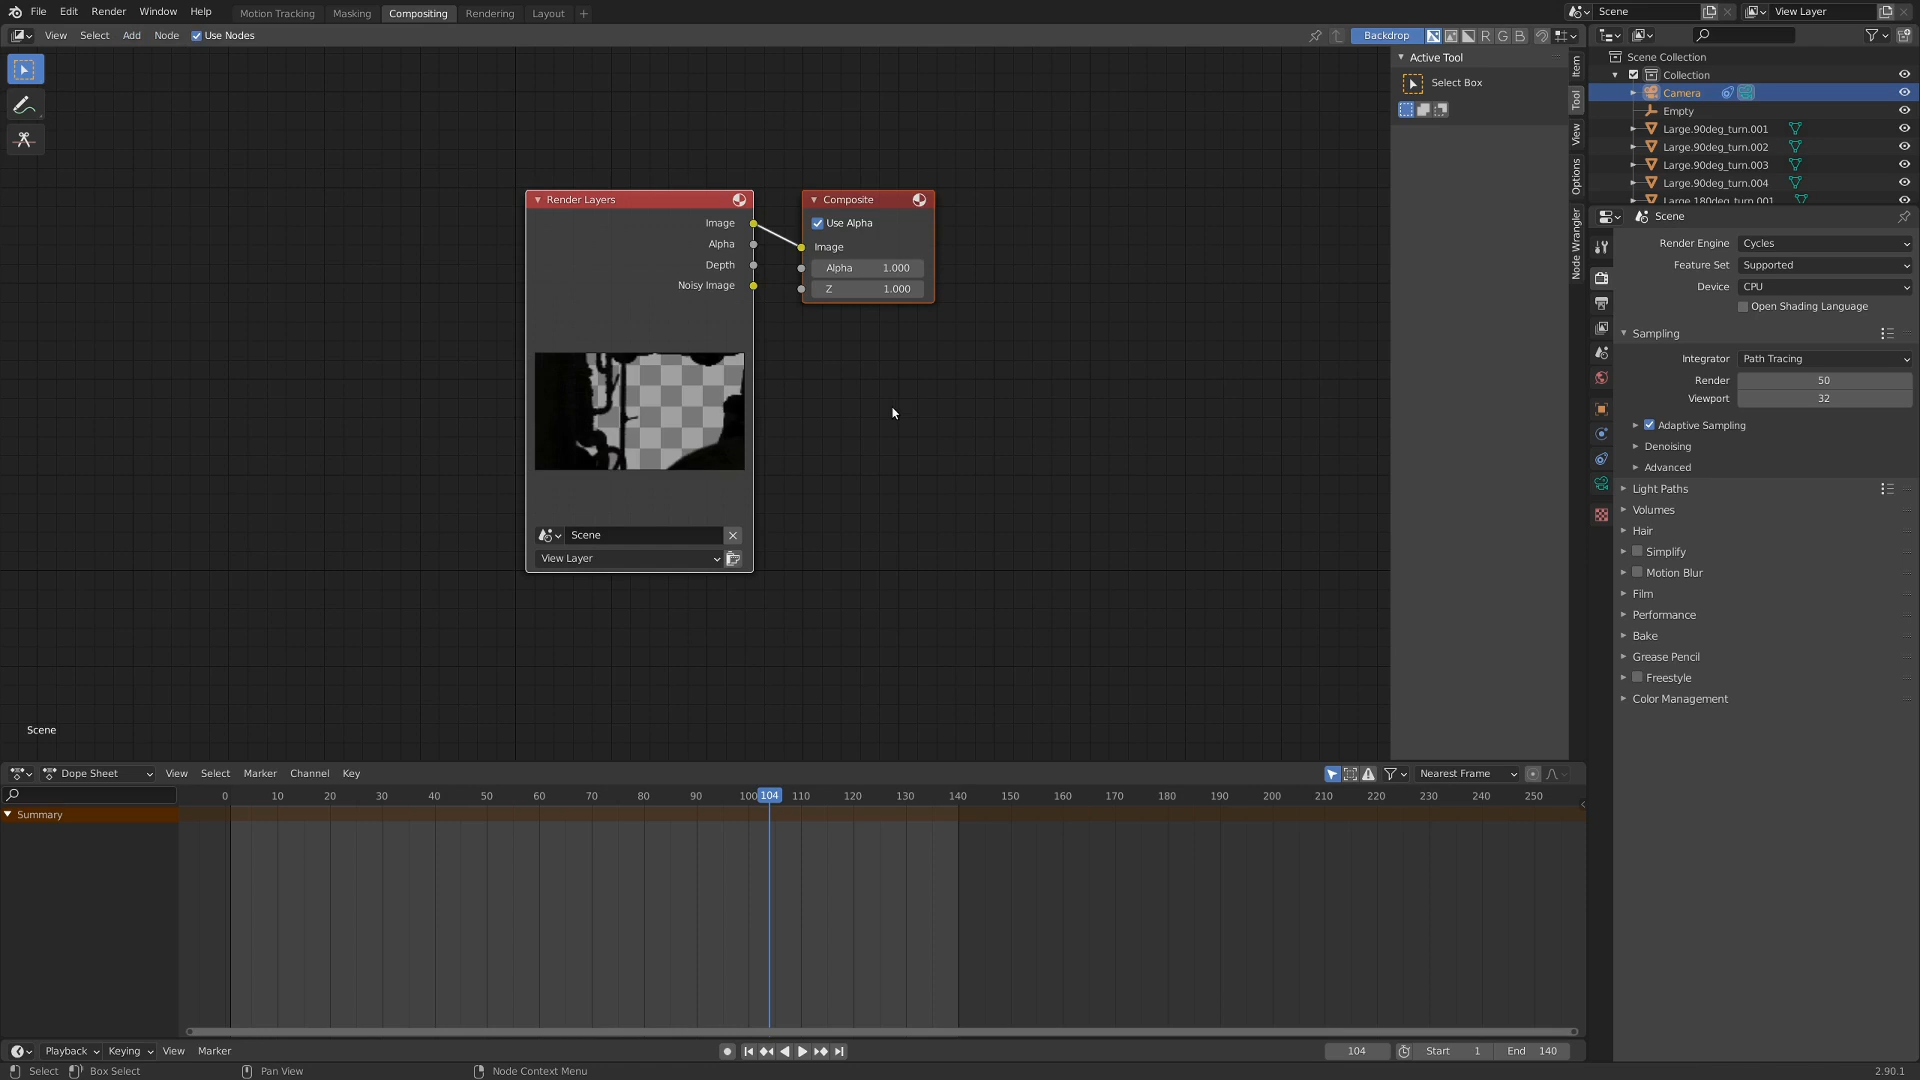 File Edit Render Window Help Motion Tracking Masking Compositing Rendering Layout + Scene View Layer
View Select Add Node Use Nodes Backdrop R G B
Active Tool
Select Box
Item
Tool
View
Options
Node Wrangler
Render Layers
Image
Alpha
Depth
Noisy Image
Scene
View Layer
Composite
Use Alpha
Image
Alpha 1.000
Z 1.000
Scene
Scene Collection
Collection
Camera
Empty
Large.90deg_turn.001
Large.90deg_turn.002
Large.90deg_turn.003
Large.90deg_turn.004
Large.180deg_turn.001
Scene
Render Engine Cycles
Feature Set Supported
Device CPU
Open Shading Language
Sampling
Integrator Path Tracing
Render 50
Viewport 32
Adaptive Sampling
Denoising
Advanced
Light Paths
Volumes
Hair
Simplify
Motion Blur
Film
Performance
Bake
Grease Pencil
Freestyle
Color Management
Dope Sheet View Select Marker Channel Key Nearest Frame
0 10 20 30 40 50 60 70 80 90 100 104 110 120 130 140 150 160 170 180 190 200 210 220 230 240 250
Summary
Playback Keying View Marker 104 Start 1 End 140
Select Box Select Pan View Node Context Menu 2.90.1